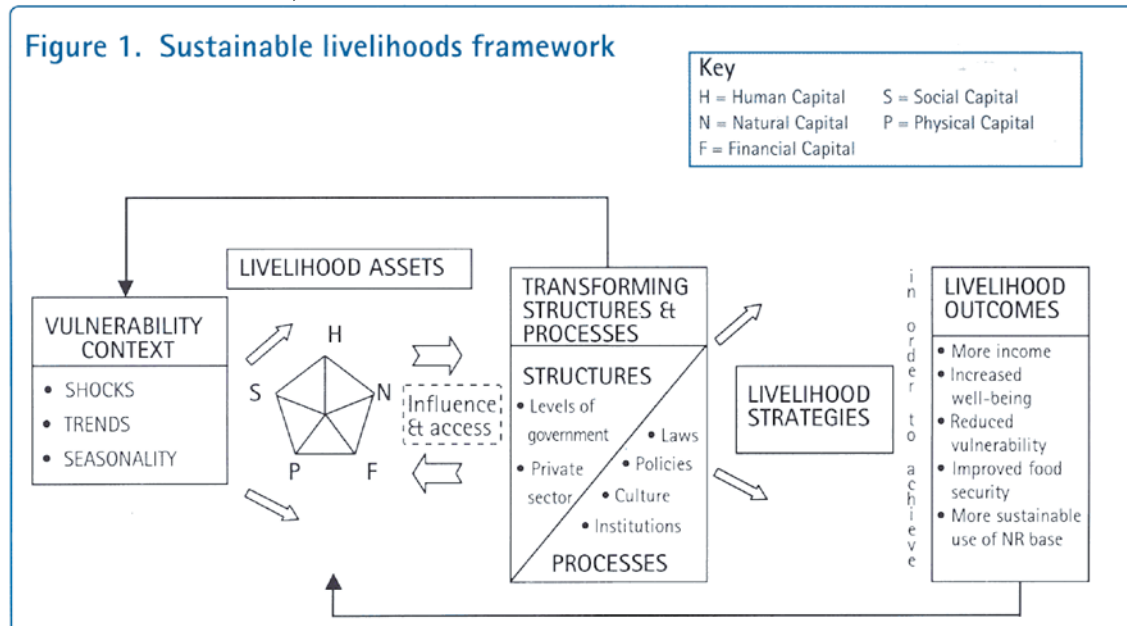 Figure 1. Sustainable livelihoods framework
Key
H = Human Capital S = Social Capital
N = Natural Capital P = Physical Capital
F = Financial Capital
LIVELIHOOD ASSETS
VULNERABILITY
CONTEXT
• SHOCKS
• TRENDS
• SEASONALITY
H
S
N
P
F
Influence
& access
TRANSFORMING
STRUCTURES &
PROCESSES
STRUCTURES
• Levels of
government
• Private
sector
• Laws
• Policies
• Culture
• Institutions
PROCESSES
LIVELIHOOD
STRATEGIES
in order to achieve
LIVELIHOOD
OUTCOMES
• More income
• Increased
well-being
• Reduced
vulnerability
• Improved food
security
• More sustainable
use of NR base